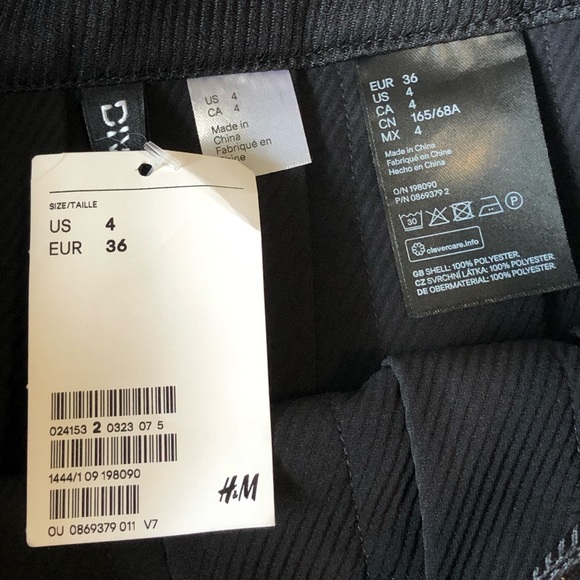 DIV
US 4
CA 4
Made in
China
Fabriqué en
Chine
SIZE/TAILLE
US 4
EUR 36
024153 2 0323 07 5
1444/1 09 198090
H&M
OU 0869379 011 V7
EUR 36
US 4
CA 4
CN 165/68A
MX 4
Made in China
Fabriqué en Chine
Hecho en China
O/N 198090
P/N 0869379 2
30
P
clevercare.info
GB SHELL: 100% POLYESTER.
CZ SVRCHNÍ LÁTKA: 100% POLYESTER.
DE OBERMATERIAL: 100% POLYESTER.